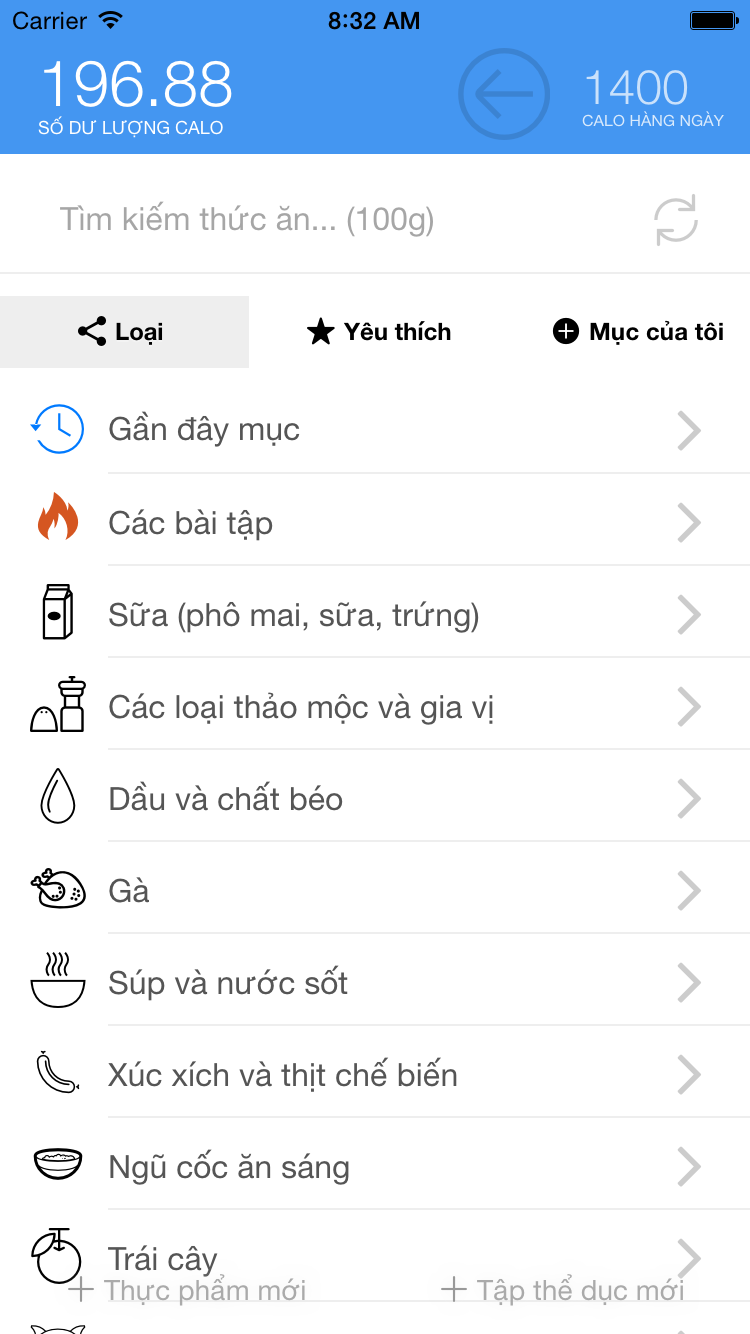 Carrier 8:32 AM
196.88 1400
SỐ DƯ LƯỢNG CALO CALO HÀNG NGÀY
Tìm kiếm thức ăn... (100g)
Loại Yêu thích Mục của tôi
Gần đây mục
Các bài tập
Sữa (phô mai, sữa, trứng)
Các loại thảo mộc và gia vị
Dầu và chất béo
Gà
Súp và nước sốt
Xúc xích và thịt chế biến
Ngũ cốc ăn sáng
Trái cây
Thực phẩm mới Tập thể dục mới